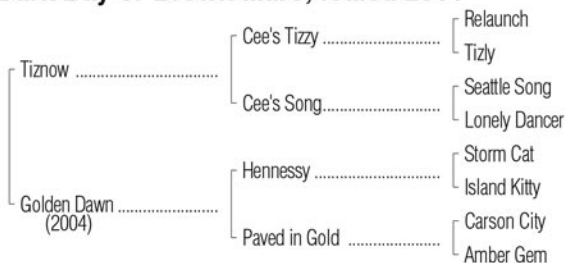 Relaunch
Cee's Tizzy
Tizly
Tiznow
Seattle Song
Cee's Song
Lonely Dancer
Storm Cat
Hennessy
Island Kitty
Golden Dawn
(2004)
Carson City
Paved in Gold
Amber Gem